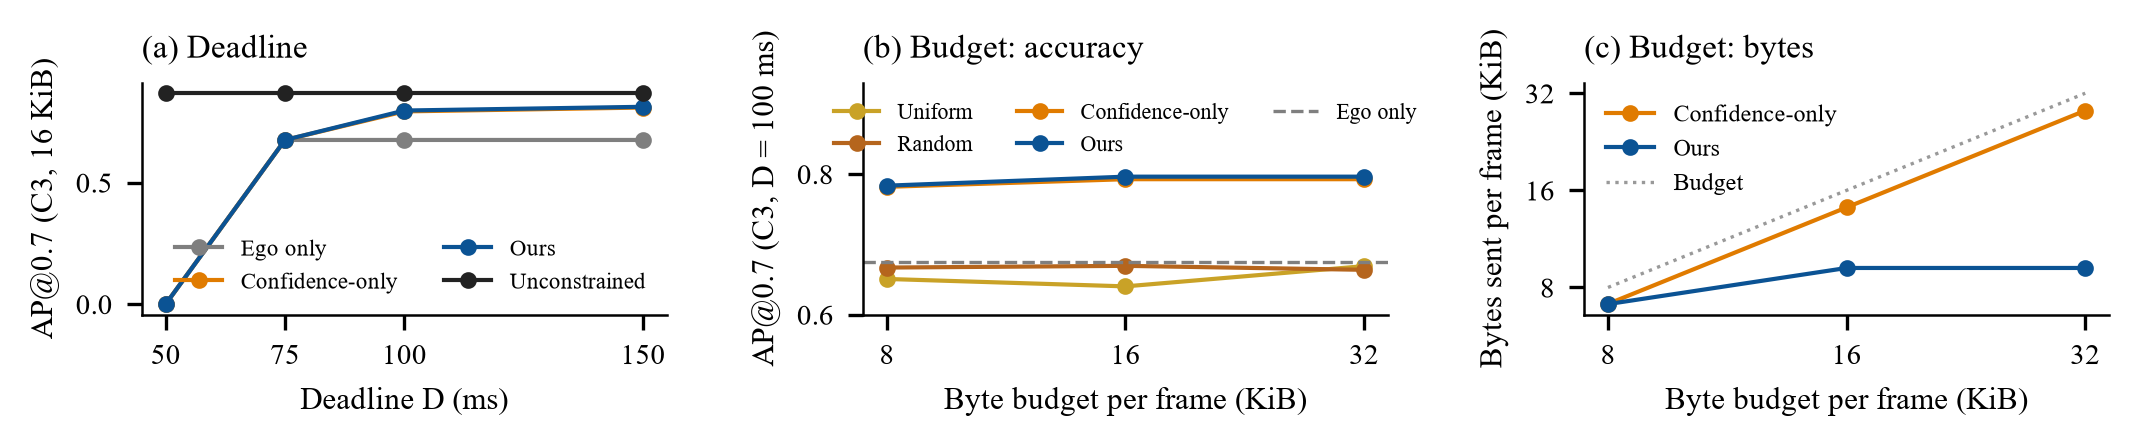 (a) Deadline
AP@0.7 (C3, 16 KiB)
0.5
0.0
Ego only
Confidence-only
Ours
Unconstrained
50 75 100 150
Deadline D (ms)
(b) Budget: accuracy
AP@0.7 (C3, D = 100 ms)
Uniform
Random
Confidence-only
Ours
Ego only
0.8
0.6
8 16 32
Byte budget per frame (KiB)
(c) Budget: bytes
Bytes sent per frame (KiB)
32
16
8
Confidence-only
Ours
Budget
8 16 32
Byte budget per frame (KiB)